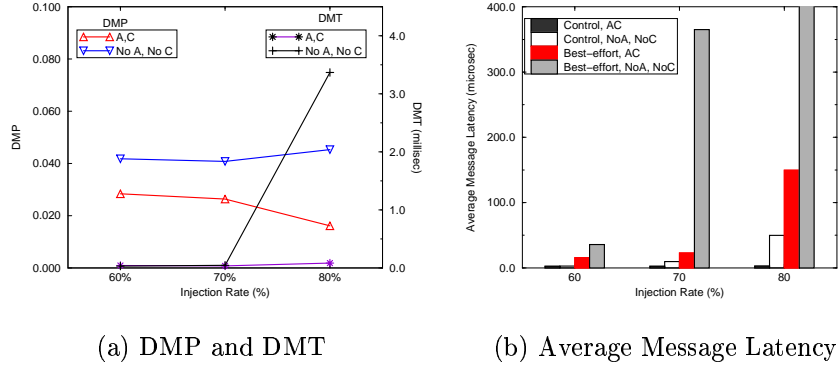 DMP
A,C
No A, No C
DMT
A,C
No A, No C
0.100
0.080
0.060
0.040
0.020
0.000
DMP
4.0
3.0
2.0
1.0
0.0
DMT (millisec)
60%
70%
80%
Injection Rate (%)
(a) DMP and DMT
Control, AC
Control, NoA, NoC
Best-effort, AC
Best-effort, NoA, NoC
400.0
300.0
200.0
100.0
0.0
Average Message Latency (microsec)
60
70
80
Injection Rate (%)
(b) Average Message Latency